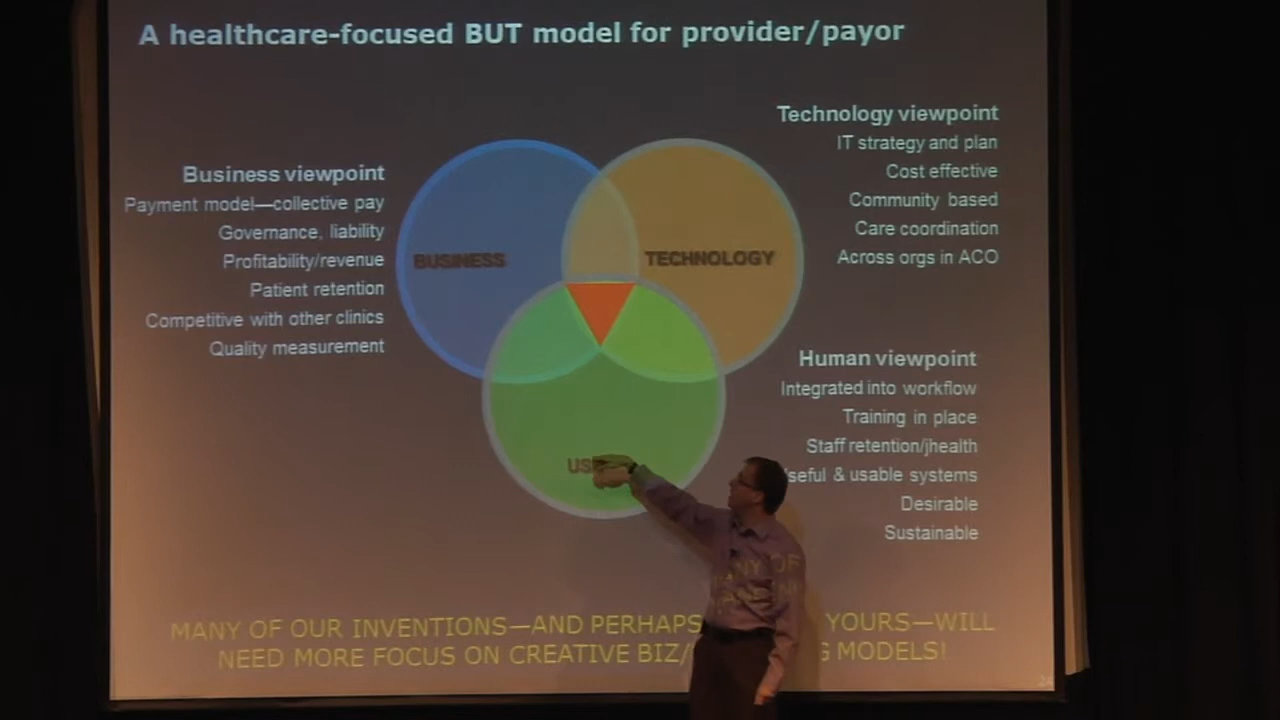 A healthcare-focused BUT model for provider/payor
Technology viewpoint
IT strategy and plan
Cost effective
Community based
Care coordination
Across orgs in ACO
Business viewpoint
Payment model—collective pay
Governance, liability
Profitability/revenue
Patient retention
Competitive with other clinics
Quality measurement
BUSINESS
TECHNOLOGY
Human viewpoint
Integrated into workflow
Training in place
Staff retention/jhealth
& usable systems
Desirable
Sustainable
MANY OF OUR INVENTIONS—AND PERHAPS YOURS—WILL
NEED MORE FOCUS ON CREATIVE BIZ/ MODELS!